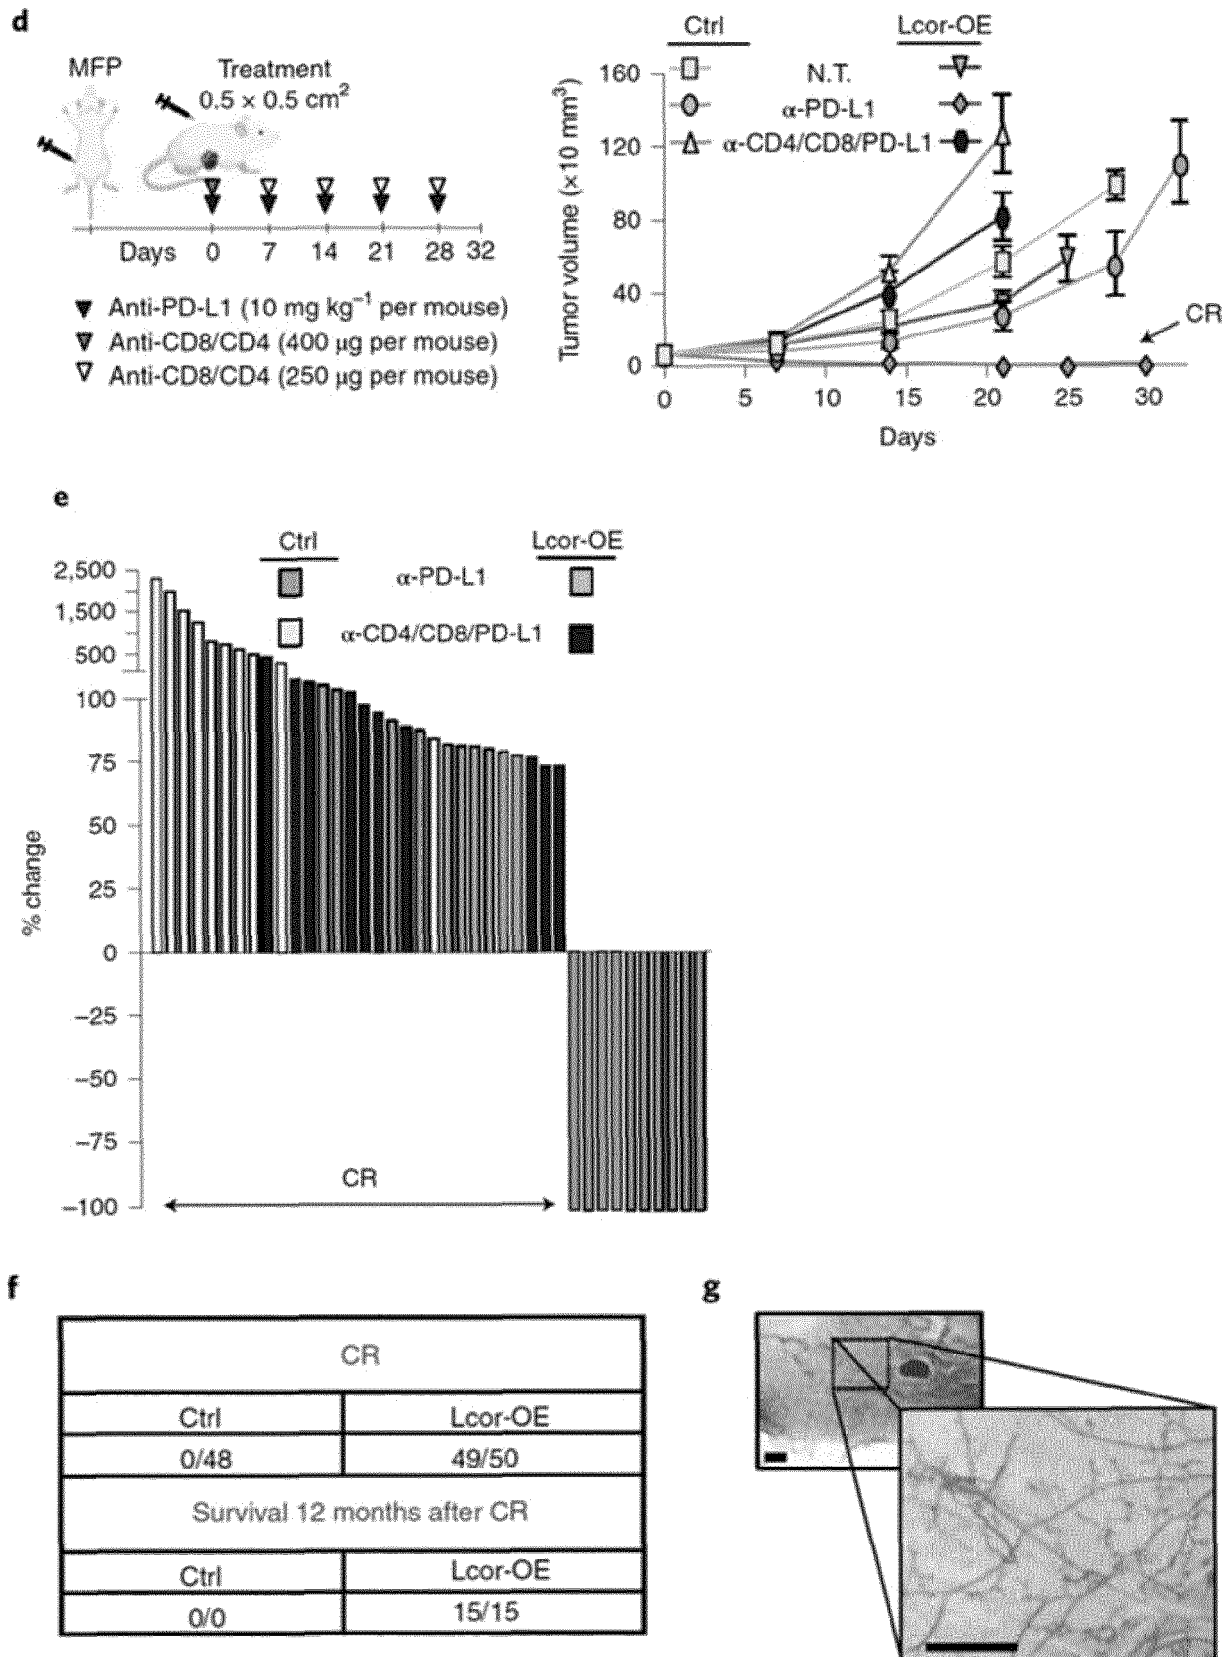 d
MFP
Treatment
0.5 × 0.5 cm²
Days 0 7 14 21 28 32
Anti-PD-L1 (10 mg kg⁻¹ per mouse)
Anti-CD8/CD4 (400 μg per mouse)
Anti-CD8/CD4 (250 μg per mouse)
Ctrl Lcor-OE
N.T.
α-PD-L1
α-CD4/CD8/PD-L1
Tumor volume (×10 mm³)
160
120
80
40
0
CR
0 5 10 15 20 25 30
Days
e
Ctrl Lcor-OE
α-PD-L1
α-CD4/CD8/PD-L1
% change
2,500
1,500
500
100
75
50
25
0
−25
−50
−75
−100
CR
f
CR
Ctrl Lcor-OE
0/48 49/50
Survival 12 months after CR
Ctrl Lcor-OE
0/0 15/15
g